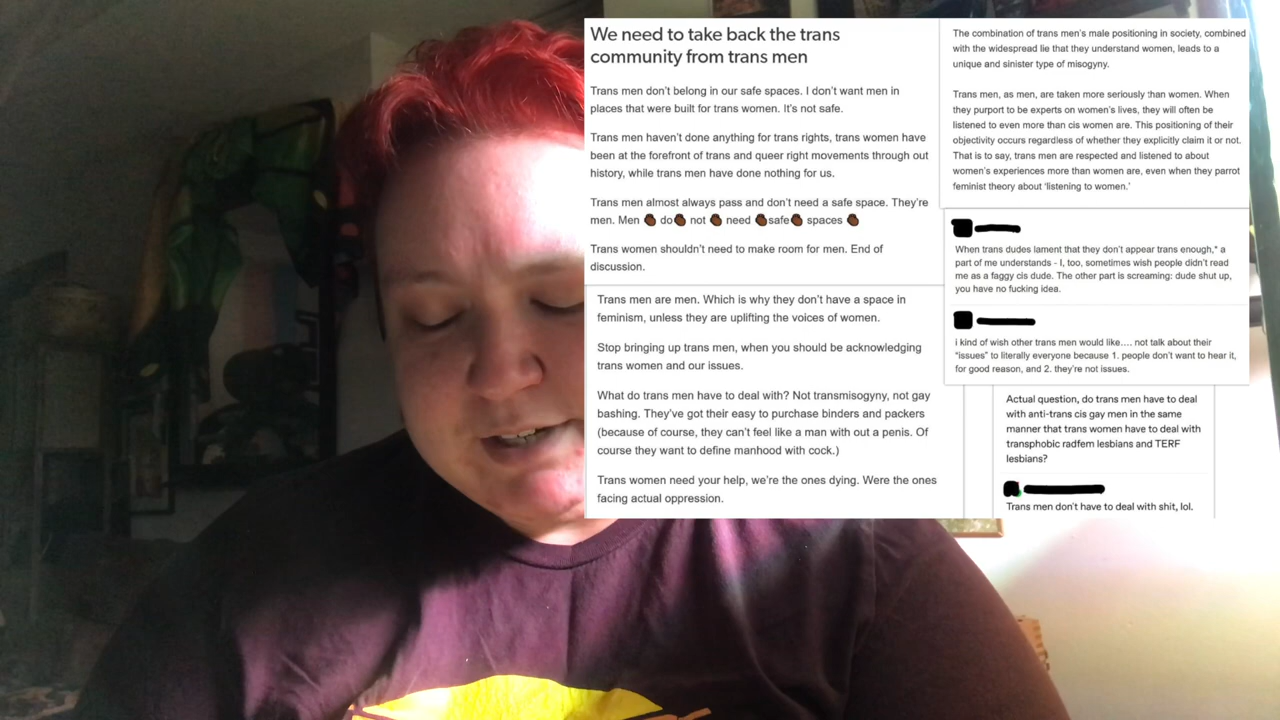 We need to take back the trans
community from trans men
Trans men don't belong in our safe spaces. I don't want men in
places that were built for trans women. It's not safe.
Trans men haven't done anything for trans rights, trans women have
been at the forefront of trans and queer right movements through out
history, while trans men have done nothing for us.
Trans men almost always pass and don't need a safe space. They're
men. Men do not need safe spaces
Trans women shouldn't need to make room for men. End of
discussion.
Trans men are men. Which is why they don't have a space in
feminism, unless they are uplifting the voices of women.
Stop bringing up trans men, when you should be acknowledging
trans women and our issues.
What do trans men have to deal with? Not transmisogyny, not gay
bashing. They've got their easy to purchase binders and packers
(because of course, they can't feel like a man with out a penis. Of
course they want to define manhood with cock.)
Trans women need your help, we're the ones dying. Were the ones
facing actual oppression.
The combination of trans men's male positioning in society, combined
with the widespread lie that they understand women, leads to a
unique and sinister type of misogyny.
Trans men, as men, are taken more seriously than women. When
they purport to be experts on women's lives, they will often be
listened to even more than cis women are. This positioning of their
objectivity occurs regardless of whether they explicitly claim it or not.
That is to say, trans men are respected and listened to about
women's experiences more than women are, even when they parrot
feminist theory about 'listening to women.'
When trans dudes lament that they don't appear trans enough,* a
part of me understands - I, too, sometimes wish people didn't read
me as a faggy cis dude. The other part is screaming: dude shut up,
you have no fucking idea.
i kind of wish other trans men would like.... not talk about their
"issues" to literally everyone because 1. people don't want to hear it,
for good reason, and 2. they're not issues.
Actual question, do trans men have to deal
with anti-trans cis gay men in the same
manner that trans women have to deal with
transphobic radfem lesbians and TERF
lesbians?
Trans men don't have to deal with shit, lol.